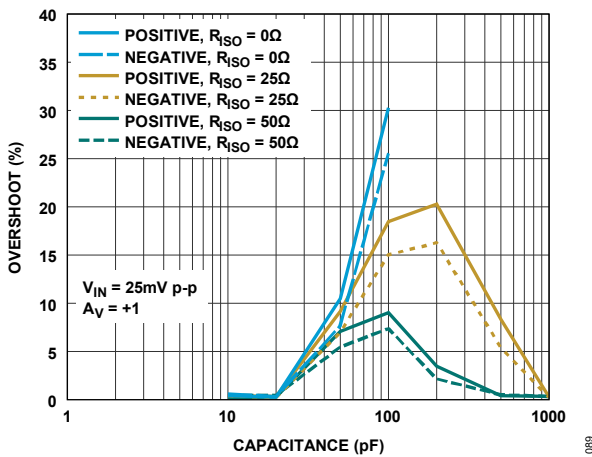 40
35
30
25
20
15
10
5
0
OVERSHOOT (%)
POSITIVE, RISO = 0Ω
NEGATIVE, RISO = 0Ω
POSITIVE, RISO = 25Ω
NEGATIVE, RISO = 25Ω
POSITIVE, RISO = 50Ω
NEGATIVE, RISO = 50Ω
VIN = 25mV p-p
AV = +1
1 10 100 1000
CAPACITANCE (pF)
089